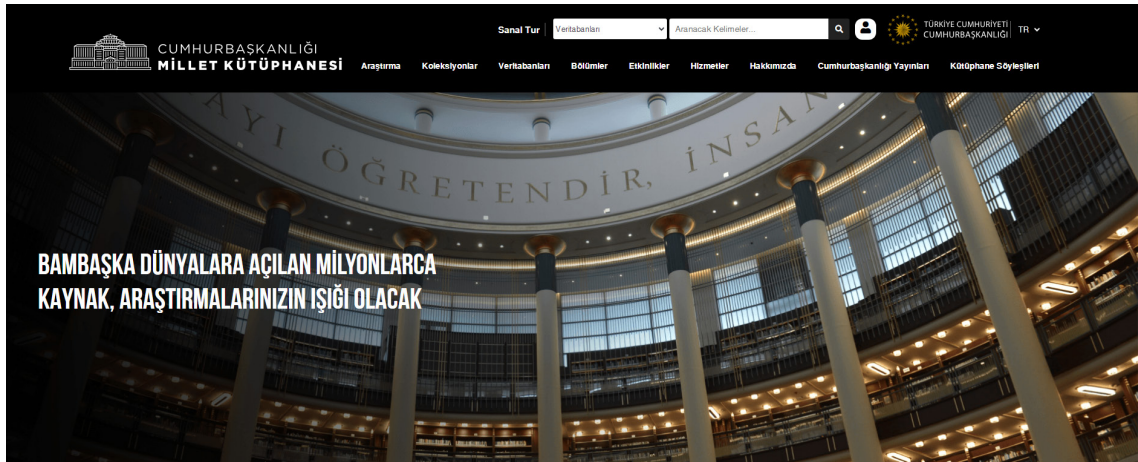 Sanal Tur
Veritabanları
Aranacak Kelimeler...
TÜRKİYE CUMHURİYETİ
CUMHURBAŞKANLIĞI
TR
CUMHURBAŞKANLIĞI
MİLLET KÜTÜPHANESİ
Araştırma
Koleksiyonlar
Veritabanları
Bölümler
Etkinlikler
Hizmetler
Hakkımızda
Cumhurbaşkanlığı Yayınları
Kütüphane Söyleşileri
AYI ÖĞRETENDİR, İNSAN
BAMBAŞKA DÜNYALARA AÇILAN MİLYONLARCA
KAYNAK, ARAŞTIRMALARINIZIN IŞIĞI OLACAK